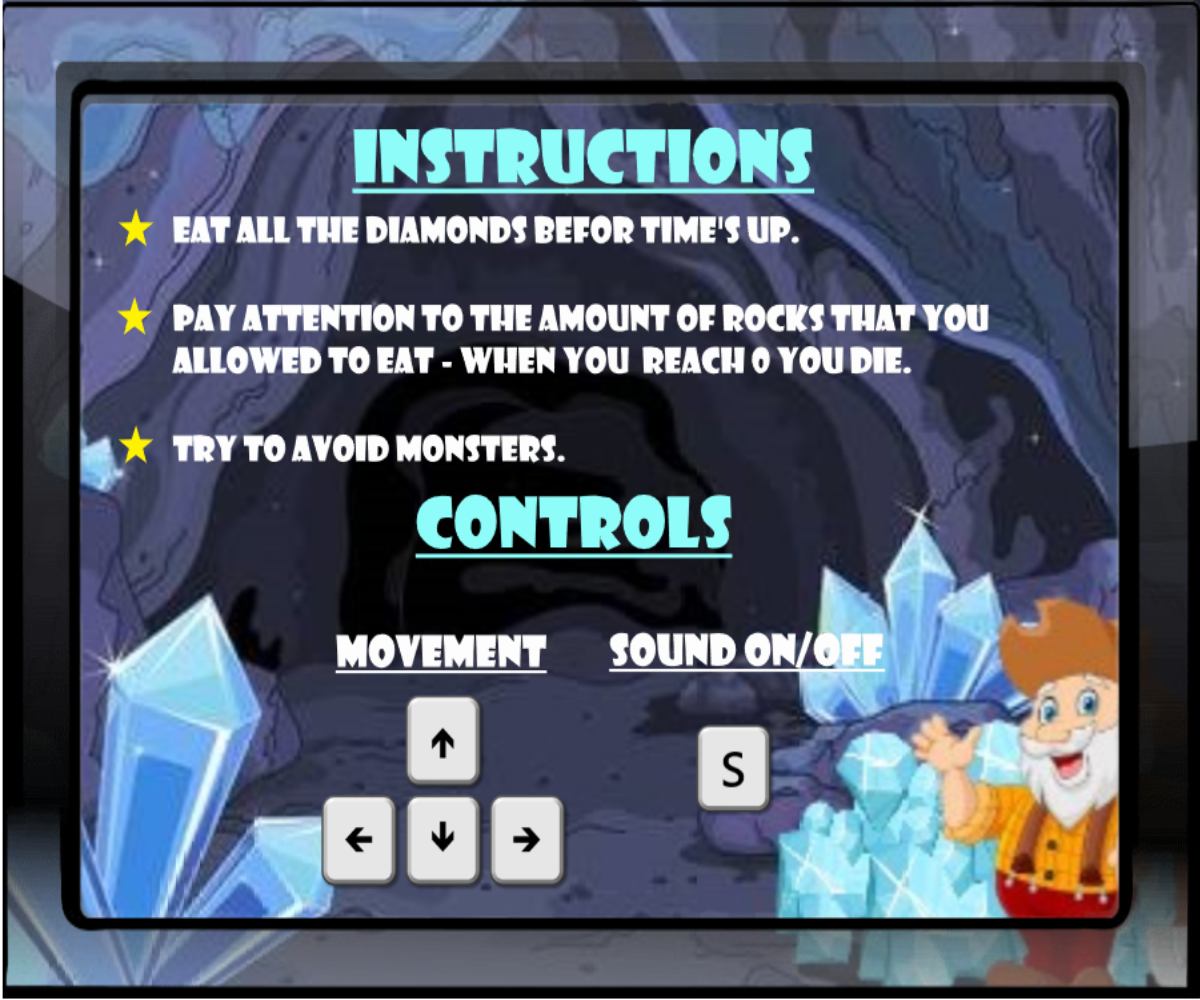 INSTRUCTIONS
EAT ALL THE DIAMONDS BEFOR TIME'S UP.
PAY ATTENTION TO THE AMOUNT OF ROCKS THAT YOU
ALLOWED TO EAT - WHEN YOU REACH 0 YOU DIE.
TRY TO AVOID MONSTERS.
CONTROLS
MOVEMENT SOUND ON/OFF
↑
S
← ↓ →